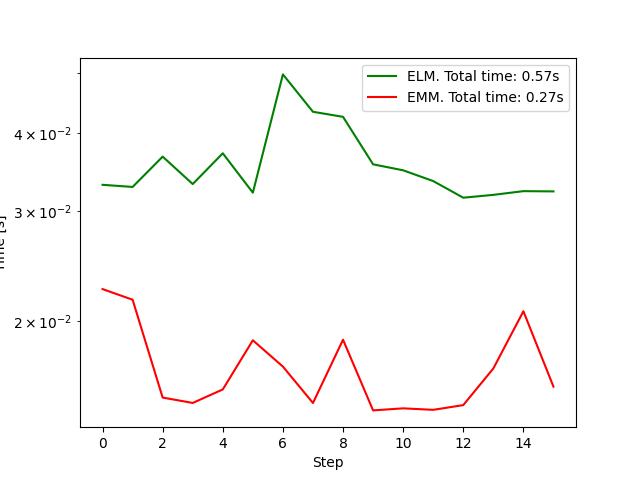 ELM. Total time: 0.57s
EMM. Total time: 0.27s
4 × 10⁻²
3 × 10⁻²
2 × 10⁻²
Time [s]
0 2 4 6 8 10 12 14
Step